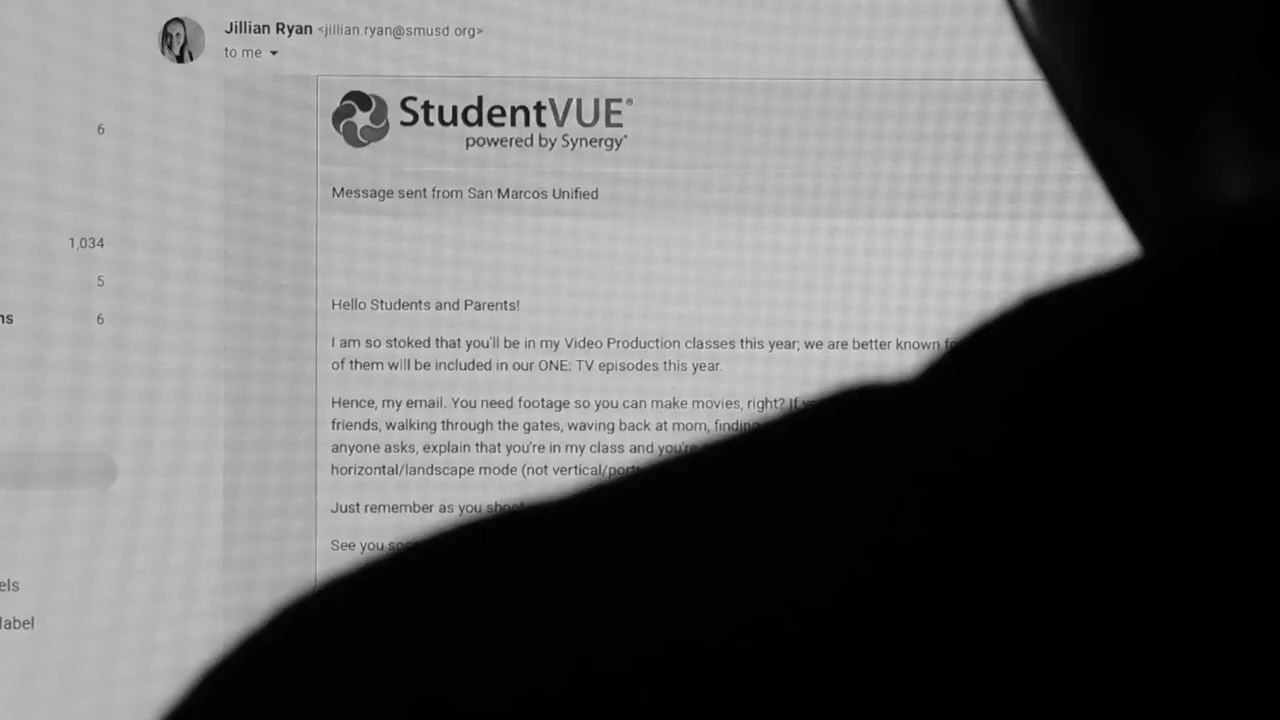 Jillian Ryan <jillian.ryan@smusd.org>
to me
6
StudentVUE®
powered by Synergy
Message sent from San Marcos Unified
1,034
5
6
Hello Students and Parents!
I am so stoked that you'll be in my Video Production classes this year, we are better known
of them will be included in our ONE: TV episodes this year.
Hence, my email. You need footage so you can make movies, right? If
friends, walking through the gates, waving back at mom, finding
anyone asks, explain that you're in my class and you're
horizontal/landscape mode (not vertical/
Just remember as you shoot
See you
els
label